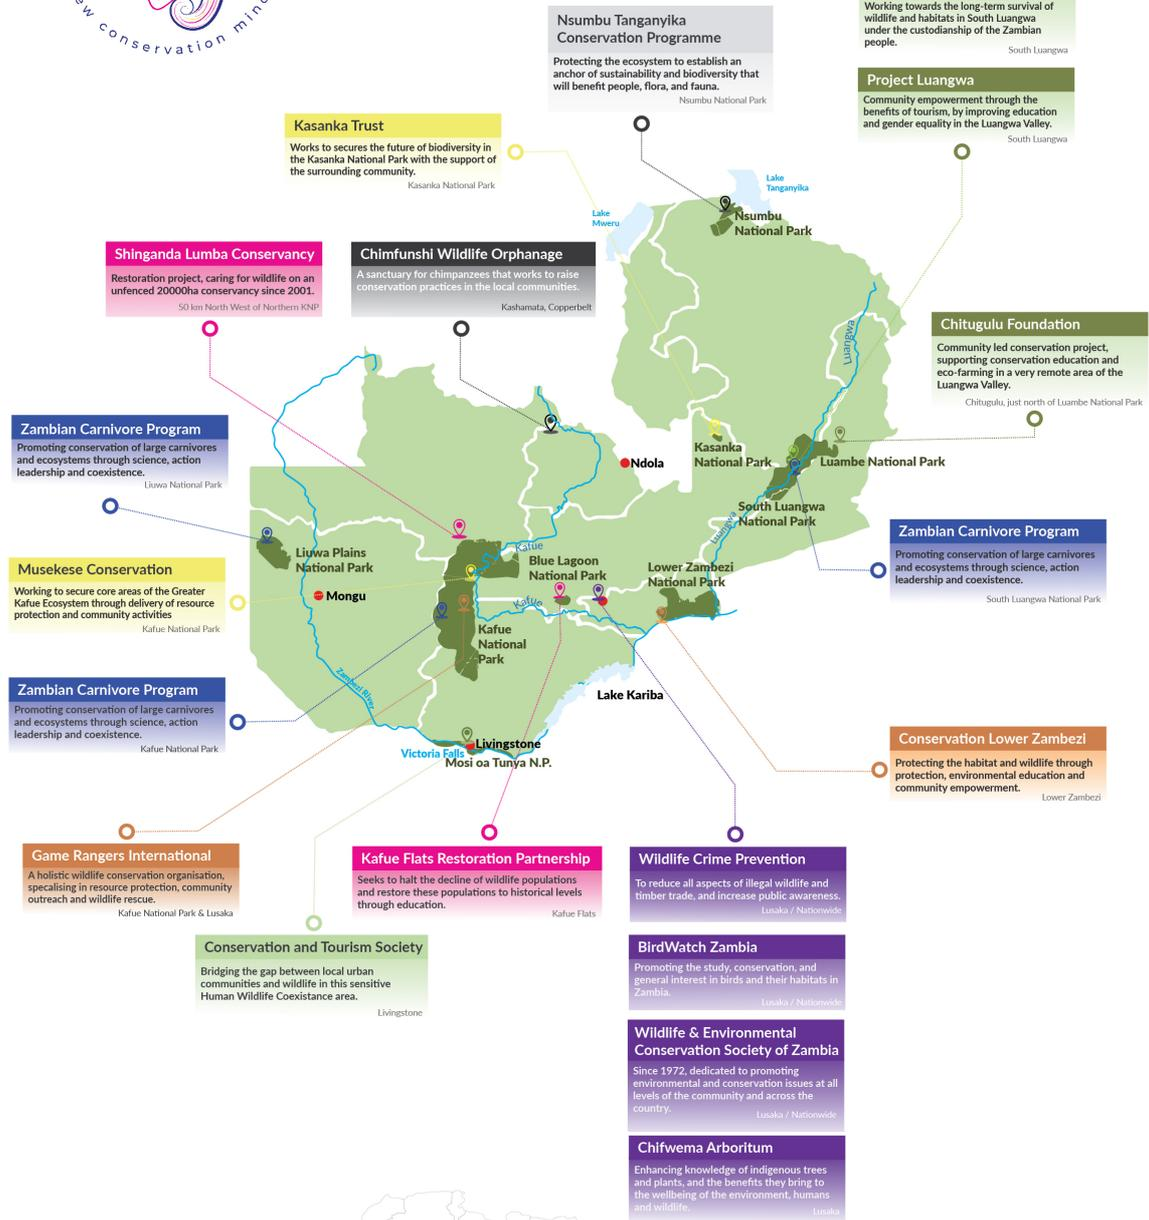 ew conservation mind
Working towards the long-term survival of
wildlife and habitats in South Luangwa
under the custodianship of the Zambian
people.
South Luangwa
Nsumbu Tanganyika
Conservation Programme
Protecting the ecosystem to establish an
anchor of sustainability and biodiversity that
will benefit people, flora, and fauna.
Nsumbu National Park
Project Luangwa
Community empowerment through the
benefits of tourism, by improving education
and gender equality in the Luangwa Valley.
South Luangwa
Kasanka Trust
Works to secures the future of biodiversity in
the Kasanka National Park with the support of
the surrounding community.
Kasanka National Park
Lake
Tanganyika
Lake
Mweru
Nsumbu
National Park
Shinganda Lumba Conservancy
Restoration project, caring for wildlife on an
unfenced 20000ha conservancy since 2001.
50 km North West of Northern KNP
Chimfunshi Wildlife Orphanage
A sanctuary for chimpanzees that works to raise
conservation practices in the local communities.
Kashamata, Copperbelt
Luangwa
Chitugulu Foundation
Community led conservation project,
supporting conservation education and
eco-farming in a very remote area of the
Luangwa Valley.
Chitugulu, just north of Luambe National Park
Zambian Carnivore Program
Promoting conservation of large carnivores
and ecosystems through science, action
leadership and coexistence.
Liuwa National Park
Ndola
Kasanka
National Park
Luambe National Park
South Luangwa
National Park
Luangwa
Zambian Carnivore Program
Promoting conservation of large carnivores
and ecosystems through science, action
leadership and coexistence.
South Luangwa National Park
Liuwa Plains
National Park
Kafue
Blue Lagoon
National Park
Lower Zambezi
National Park
Musekese Conservation
Working to secure core areas of the Greater
Kafue Ecosystem through delivery of resource
protection and community activities
Kafue National Park
Mongu
Kafue
Kafue
National
Park
Zambezi River
Zambian Carnivore Program
Promoting conservation of large carnivores
and ecosystems through science, action
leadership and coexistence.
Kafue National Park
Lake Kariba
Livingstone
Victoria Falls
Mosi oa Tunya N.P.
Conservation Lower Zambezi
Protecting the habitat and wildlife through
protection, environmental education and
community empowerment.
Lower Zambezi
Game Rangers International
A holistic wildlife conservation organisation,
specalising in resource protection, community
outreach and wildlife rescue.
Kafue National Park & Lusaka
Kafue Flats Restoration Partnership
Seeks to halt the decline of wildlife populations
and restore these populations to historical levels
through education.
Kafue Flats
Wildlife Crime Prevention
To reduce all aspects of illegal wildlife and
timber trade, and increase public awareness.
Lusaka / Nationwide
Conservation and Tourism Society
Bridging the gap between local urban
communities and wildlife in this sensitive
Human Wildlife Coexistance area.
Livingstone
BirdWatch Zambia
Promoting the study, conservation, and
general interest in birds and their habitats in
Zambia.
Lusaka / Nationwide
Wildlife & Environmental
Conservation Society of Zambia
Since 1972, dedicated to promoting
environmental and conservation issues at all
levels of the community and across the
country.
Lusaka / Nationwide
Chifwema Arboritum
Enhancing knowledge of indigenous trees
and plants, and the benefits they bring to
the wellbeing of the environment, humans
and wildlife.
Lusaka